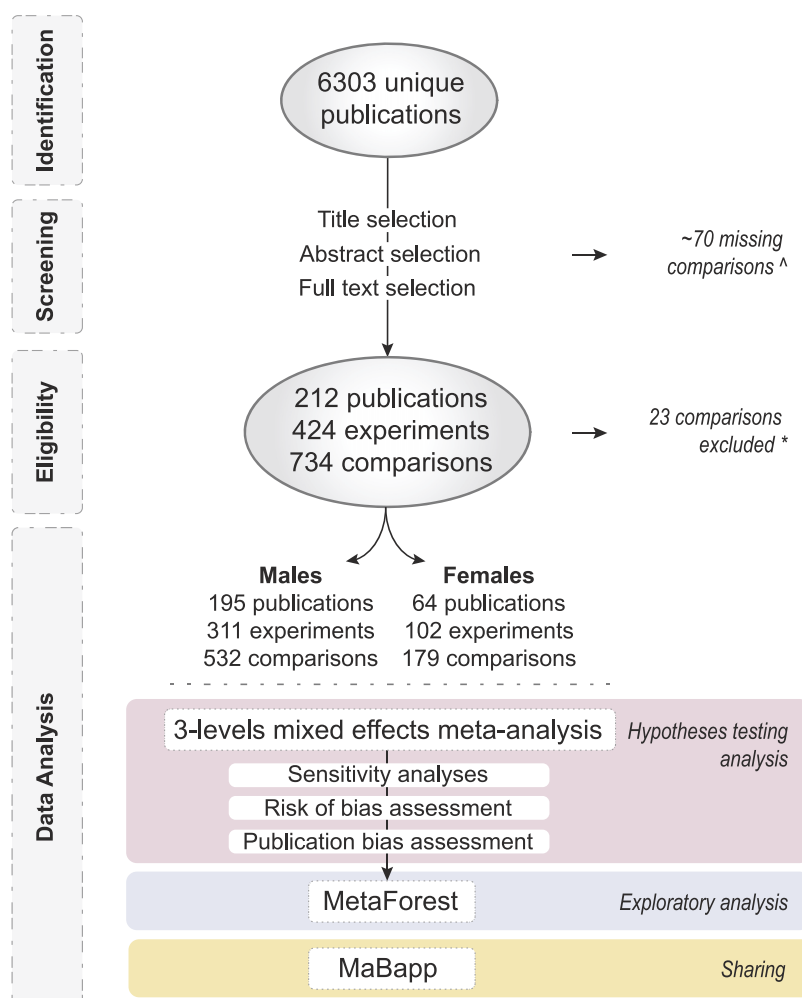 Identification
6303 unique
publications
Screening
Title selection
Abstract selection
Full text selection
~70 missing
comparisons ^
Eligibility
212 publications
424 experiments
734 comparisons
23 comparisons
excluded *
Data Analysis
Males
195 publications
311 experiments
532 comparisons
Females
64 publications
102 experiments
179 comparisons
3-levels mixed effects meta-analysis
Hypotheses testing
analysis
Sensitivity analyses
Risk of bias assessment
Publication bias assessment
MetaForest
Exploratory analysis
MaBapp
Sharing